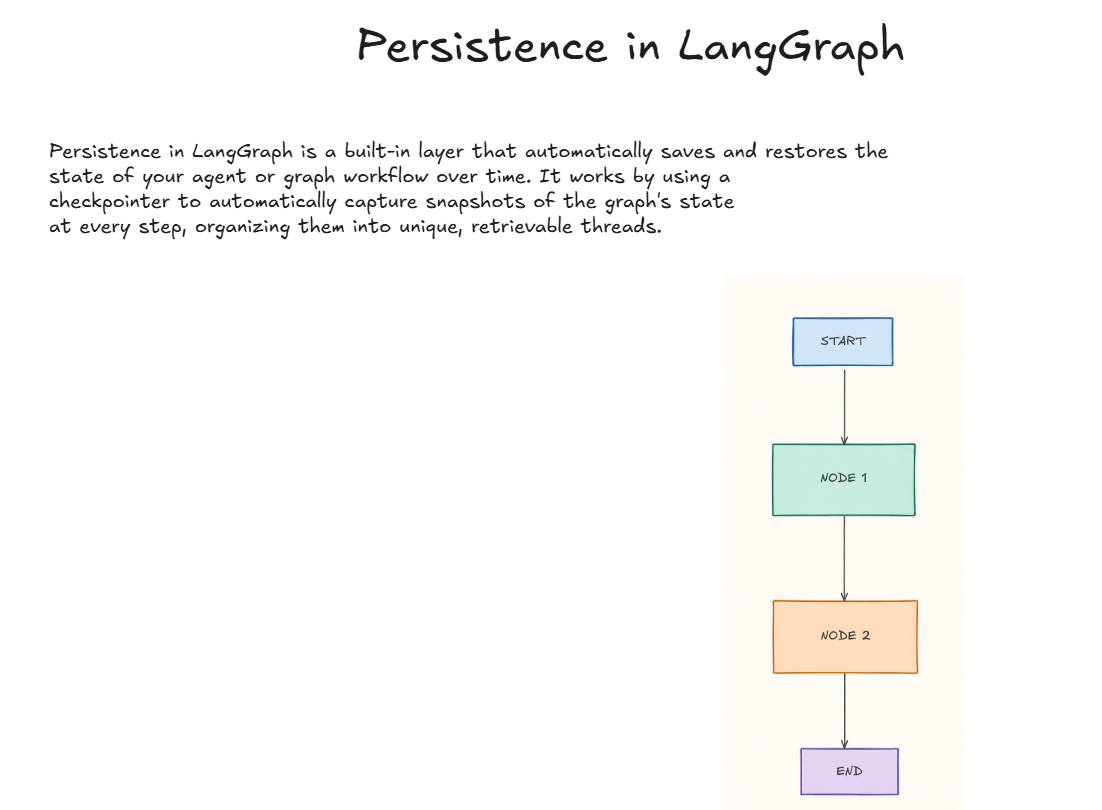 Persistence in LangGraph
Persistence in LangGraph is a built-in layer that automatically saves and restores the
state of your agent or graph workflow over time. It works by using a
checkpointer to automatically capture snapshots of the graph's state
at every step, organizing them into unique, retrievable threads.
START
NODE 1
NODE 2
END